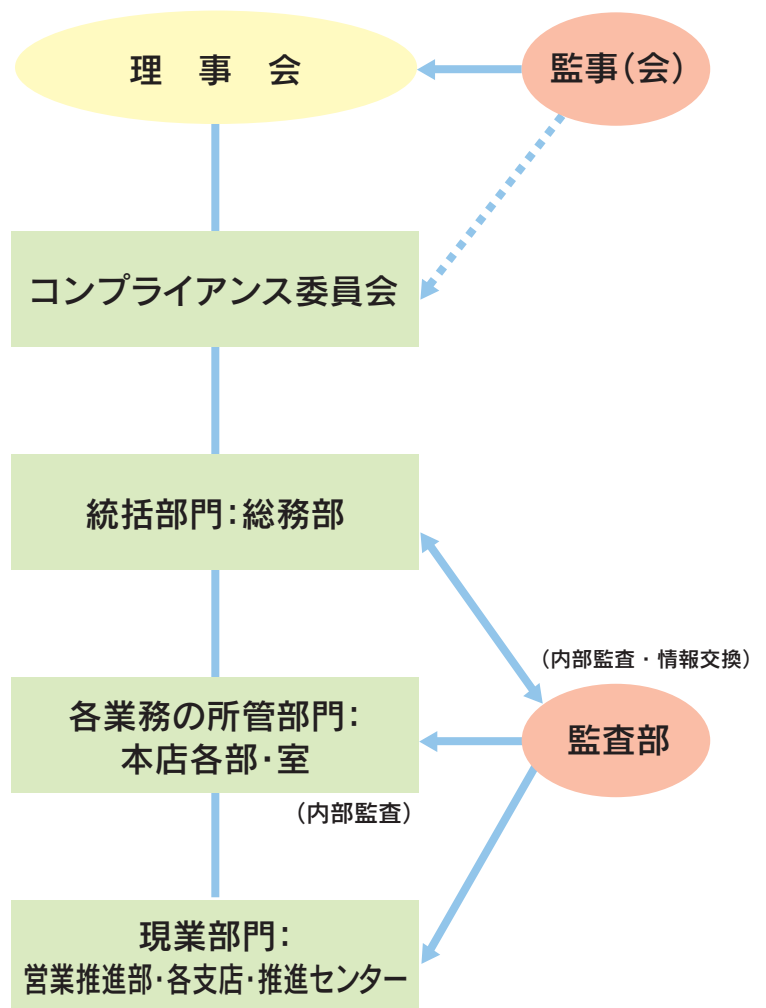 理 事 会
監事(会)
コンプライアンス委員会
統括部門:総務部
(内部監査・情報交換)
各業務の所管部門:
本店各部・室
監査部
(内部監査)
現業部門:
営業推進部・各支店・推進センター